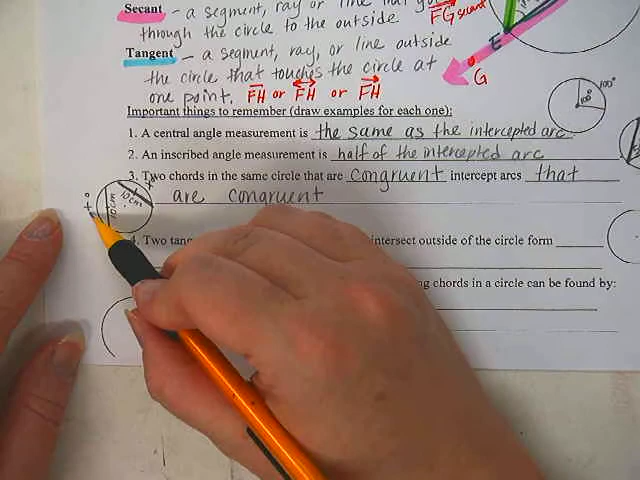 Secant – a segment, ray or line that
through the circle to the outside
FG secant
Tangent – a segment, ray, or line outside
the circle that touches the circle at
one point. FH or FH or FH
E
G
Important things to remember (draw examples for each one):
100°
100°
1. A central angle measurement is the same as the intercepted arc
2. An inscribed angle measurement is half of the intercepted arc
3. Two chords in the same circle that are congruent intercept arcs that
are congruent
x°
10cm
10cm
x°
4. Two intersect outside of the circle form
chords in a circle can be found by: